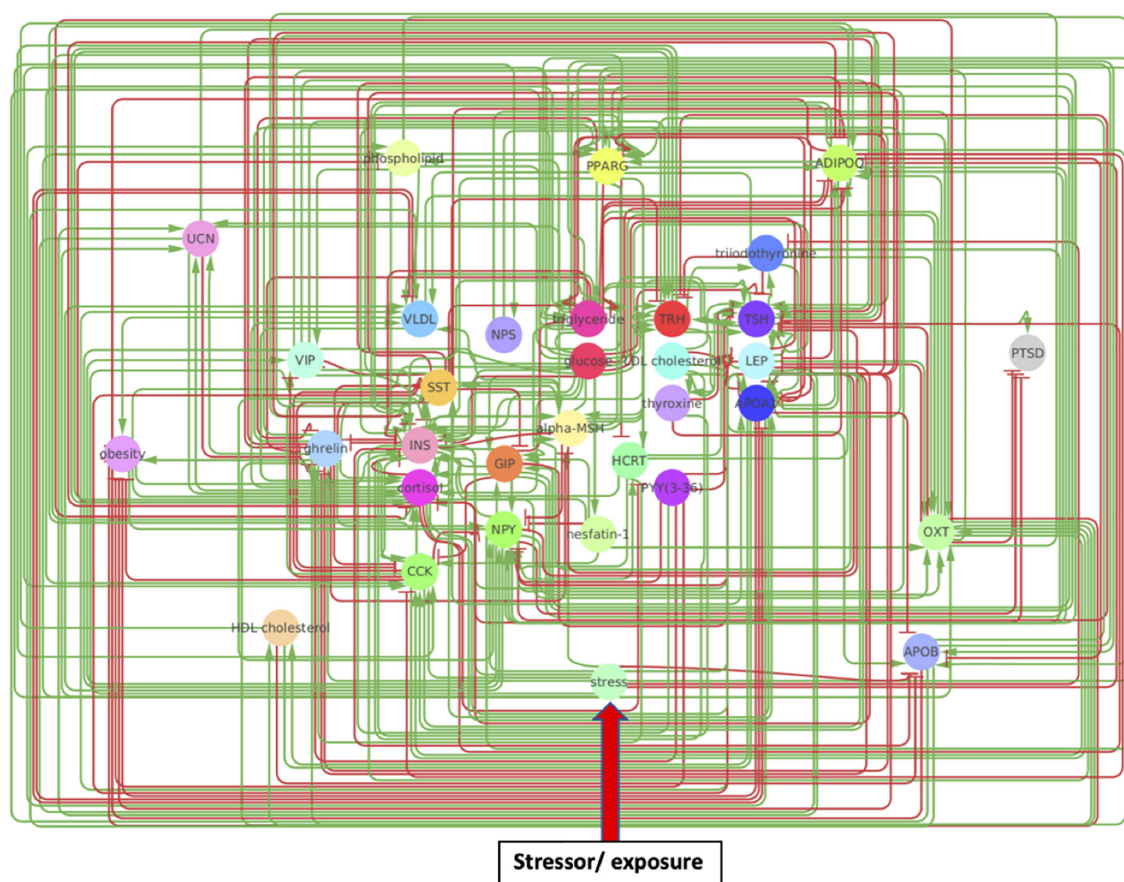 phospholipid
PPARG
ADIPOQ
UCN
triiodothyronine
VLDL
NPS
triglyceride
TRH
TSH
VIP
glucose
LDL cholesterol
LEP
PTSD
SST
thyroxine
APOA1
alpha-MSH
obesity
ghrelin
INS
GIP
HCRT
cortisol
PYY(3-36)
NPY
nesfatin-1
OXT
CCK
HDL cholesterol
APOB
stress
Stressor/ exposure